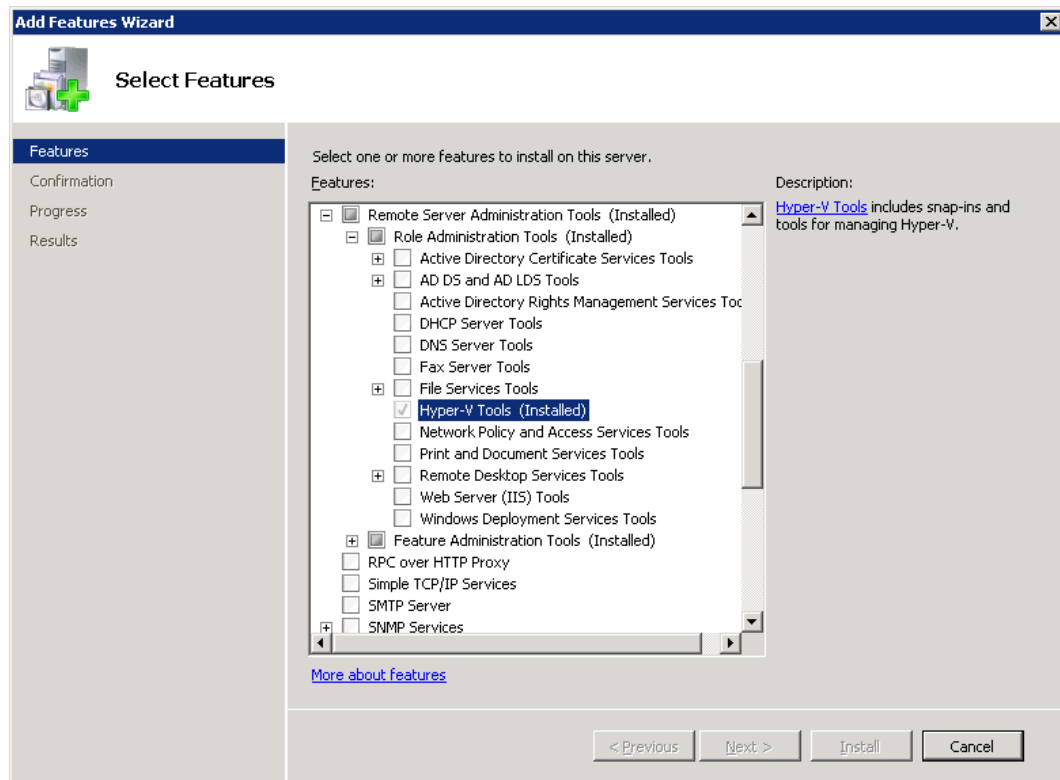 Add Features Wizard
Select Features
Features
Confirmation
Progress
Results
Select one or more features to install on this server.
Features:
Remote Server Administration Tools (Installed)
Role Administration Tools (Installed)
Active Directory Certificate Services Tools
AD DS and AD LDS Tools
Active Directory Rights Management Services Too
DHCP Server Tools
DNS Server Tools
Fax Server Tools
File Services Tools
Hyper-V Tools (Installed)
Network Policy and Access Services Tools
Print and Document Services Tools
Remote Desktop Services Tools
Web Server (IIS) Tools
Windows Deployment Services Tools
Feature Administration Tools (Installed)
RPC over HTTP Proxy
Simple TCP/IP Services
SMTP Server
SNMP Services
More about features
Description:
Hyper-V Tools includes snap-ins and
tools for managing Hyper-V.
< Previous
Next >
Install
Cancel